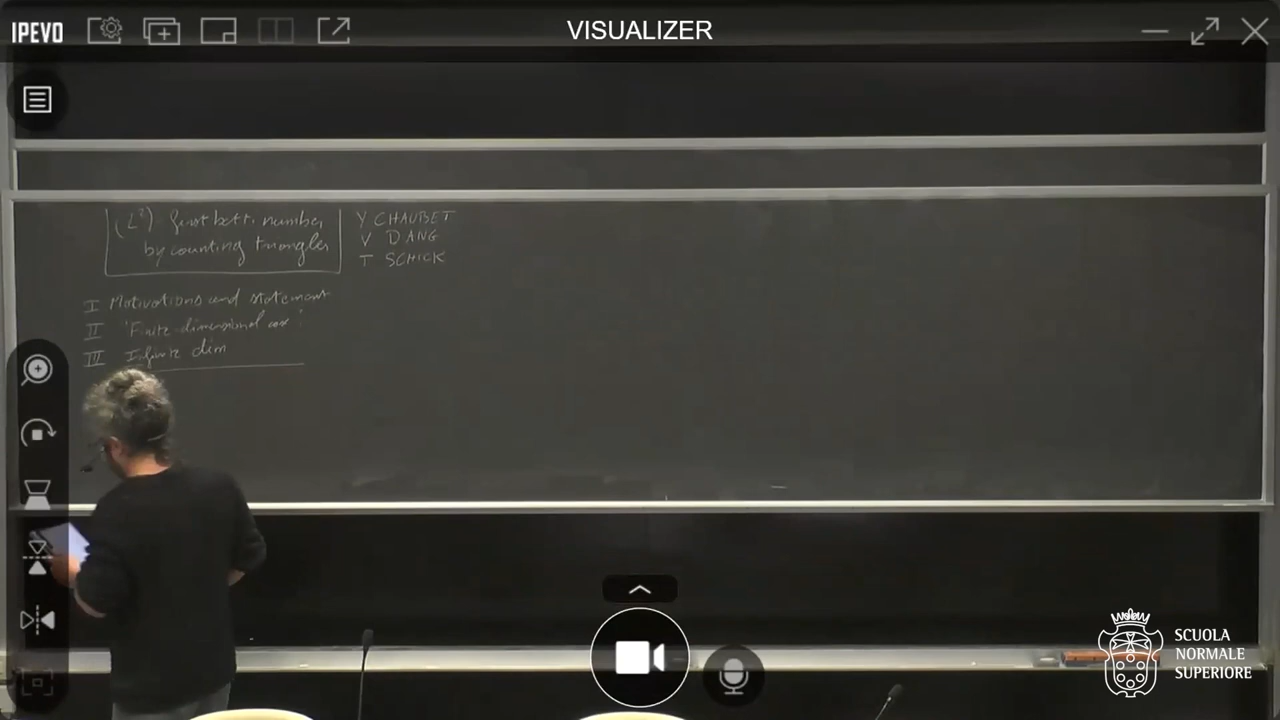 IPEVO
VISUALIZER
(L²)- first betti number
by counting triangles
Y CHAUBET
V DANG
T SCHICK
I Motivations and statement
II "Finite dimensional case"
III Infinite dim
SCUOLA
NORMALE
SUPERIORE